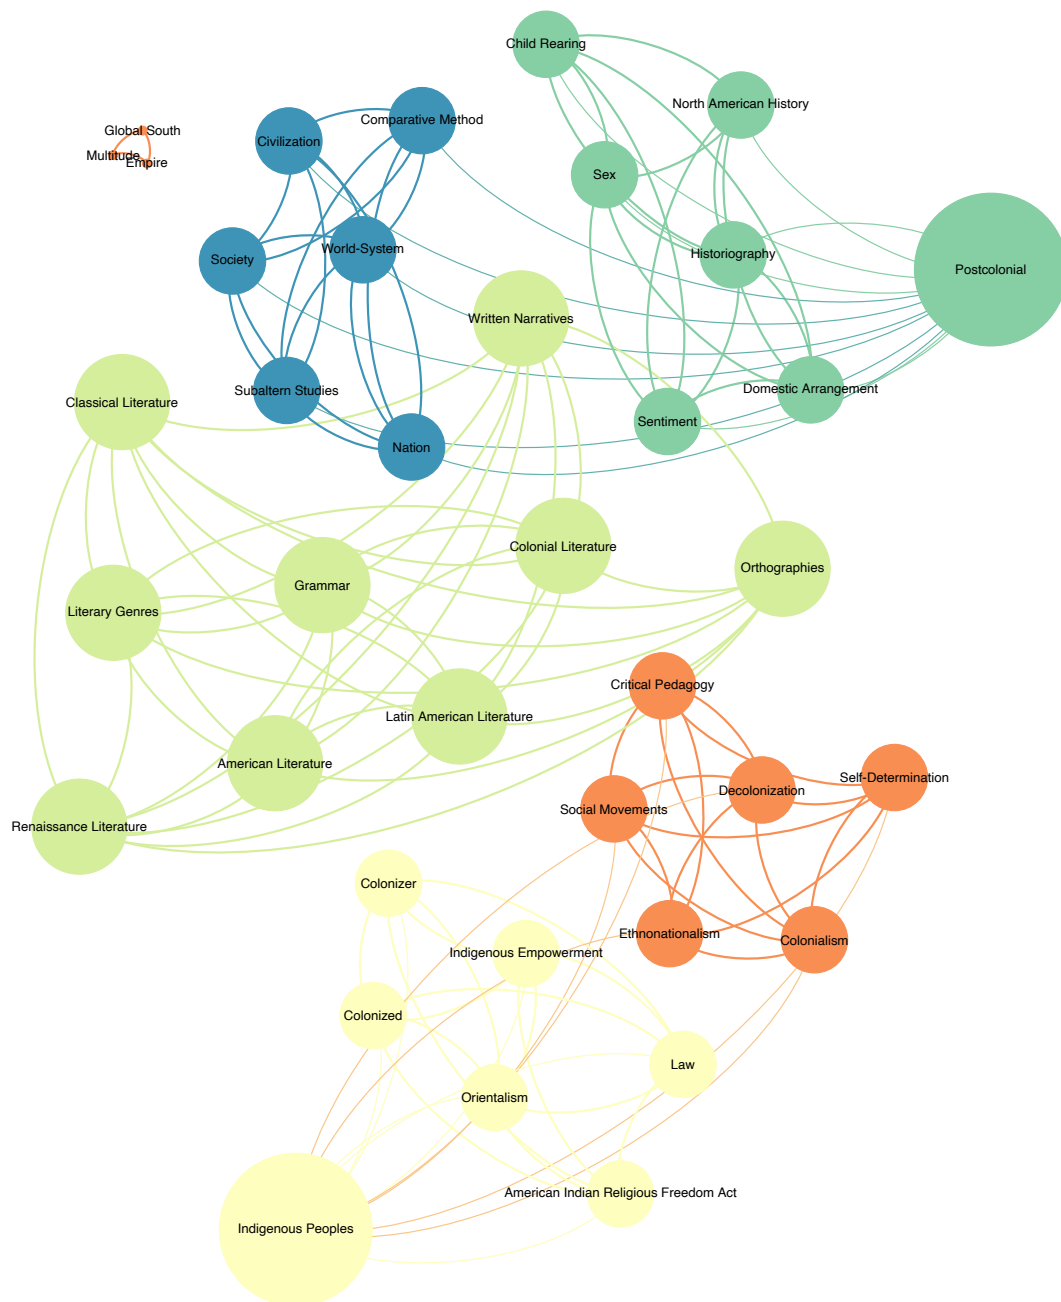 Child Rearing
North American History
Comparative Method
Global South
Civilization
Multitude
Empire
Sex
World-System
Historiography
Society
Postcolonial
Written Narratives
Domestic Arrangement
Subaltern Studies
Classical Literature
Sentiment
Nation
Colonial Literature
Orthographies
Grammar
Literary Genres
Critical Pedagogy
Latin American Literature
American Literature
Self-Determination
Decolonization
Social Movements
Renaissance Literature
Colonizer
Ethnonationalism
Colonialism
Indigenous Empowerment
Colonized
Law
Orientalism
American Indian Religious Freedom Act
Indigenous Peoples